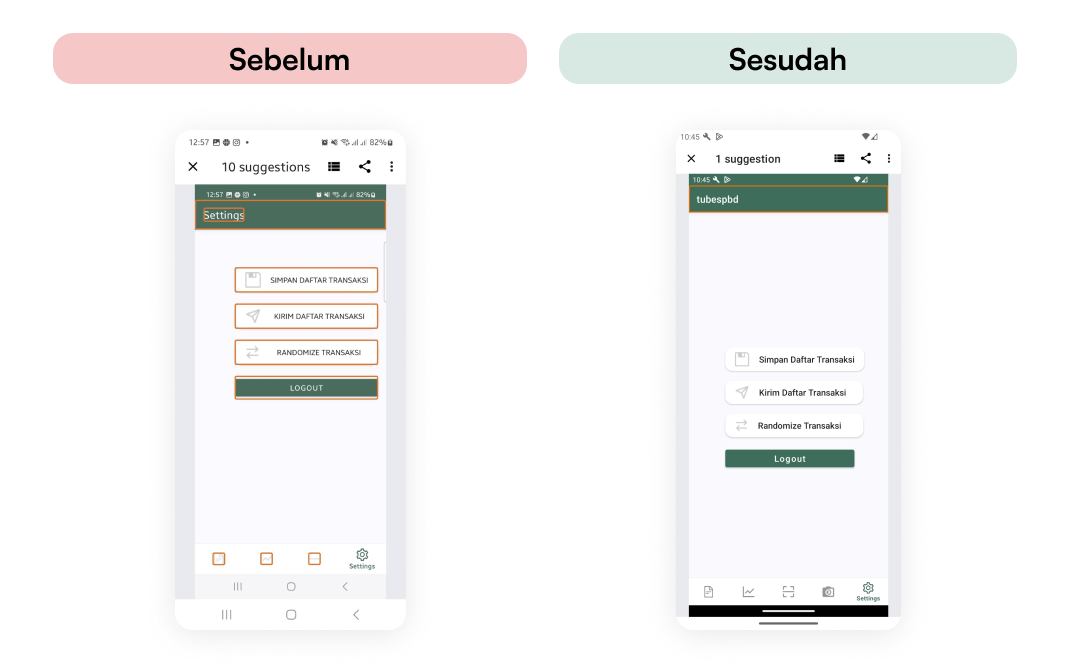 Sebelum
Sesudah
12:57
82%
10 suggestions
12:57
82%
Settings
SIMPAN DAFTAR TRANSAKSI
KIRIM DAFTAR TRANSAKSI
RANDOMIZE TRANSAKSI
LOGOUT
Settings
10:45
1 suggestion
10:45
tubespbd
Simpan Daftar Transaksi
Kirim Daftar Transaksi
Randomize Transaksi
Logout
Settings